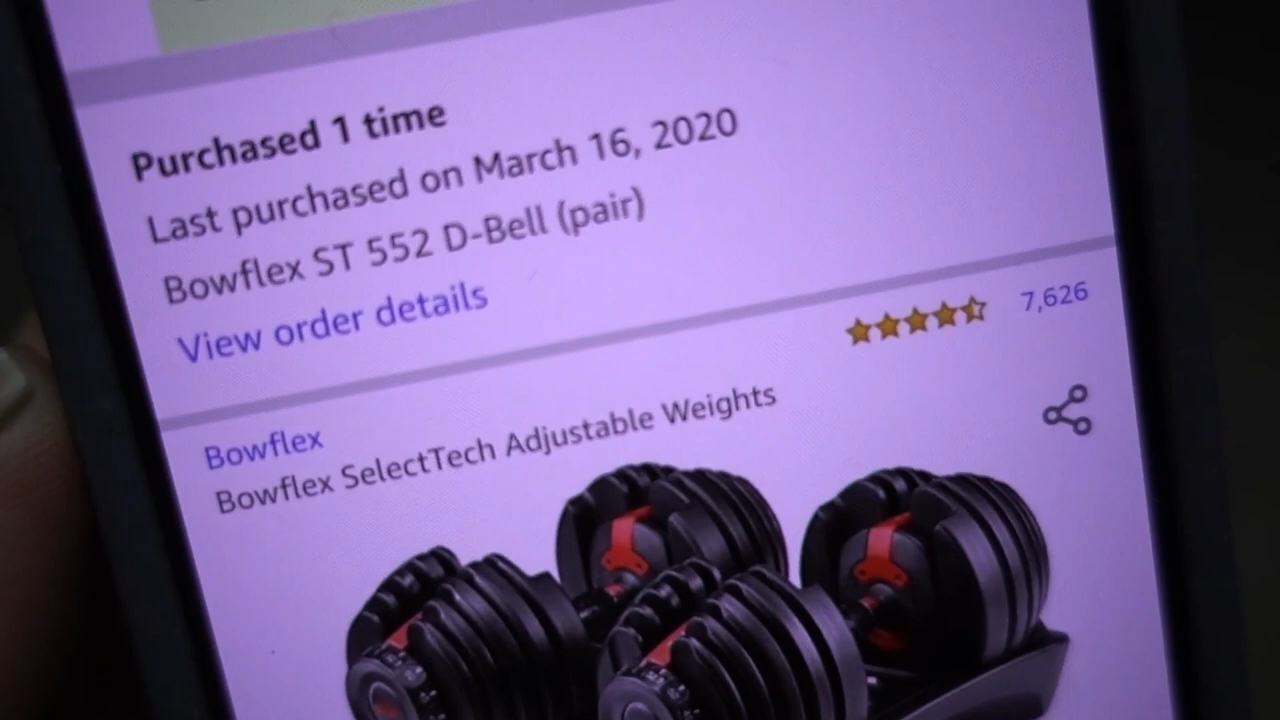 Purchased 1 time
Last purchased on March 16, 2020
Bowflex ST 552 D-Bell (pair)
View order details
7,626
Bowflex
Bowflex SelectTech Adjustable Weights